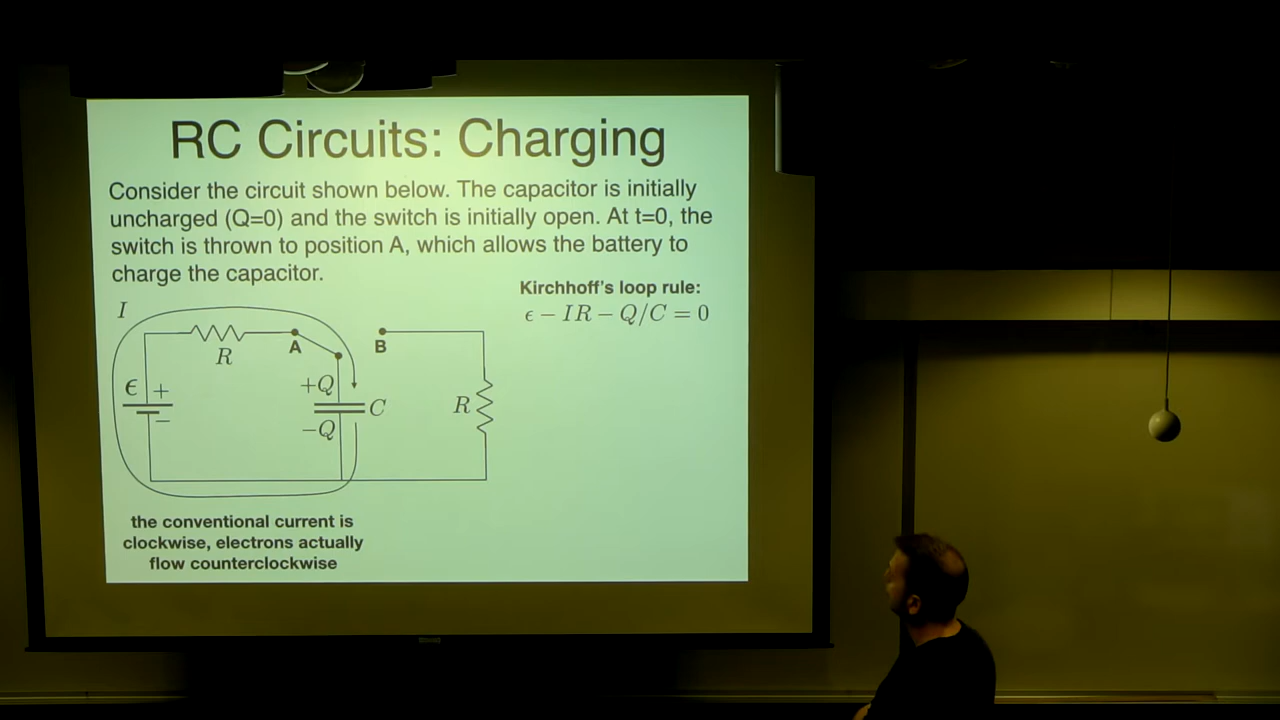 RC Circuits: Charging
Consider the circuit shown below. The capacitor is initially
uncharged (Q=0) and the switch is initially open. At t=0, the
switch is thrown to position A, which allows the battery to
charge the capacitor.
Kirchhoff's loop rule:
ϵ − IR − Q/C = 0
I
R
A
B
ϵ
+
−
+Q
−Q
C
R
the conventional current is
clockwise, electrons actually
flow counterclockwise